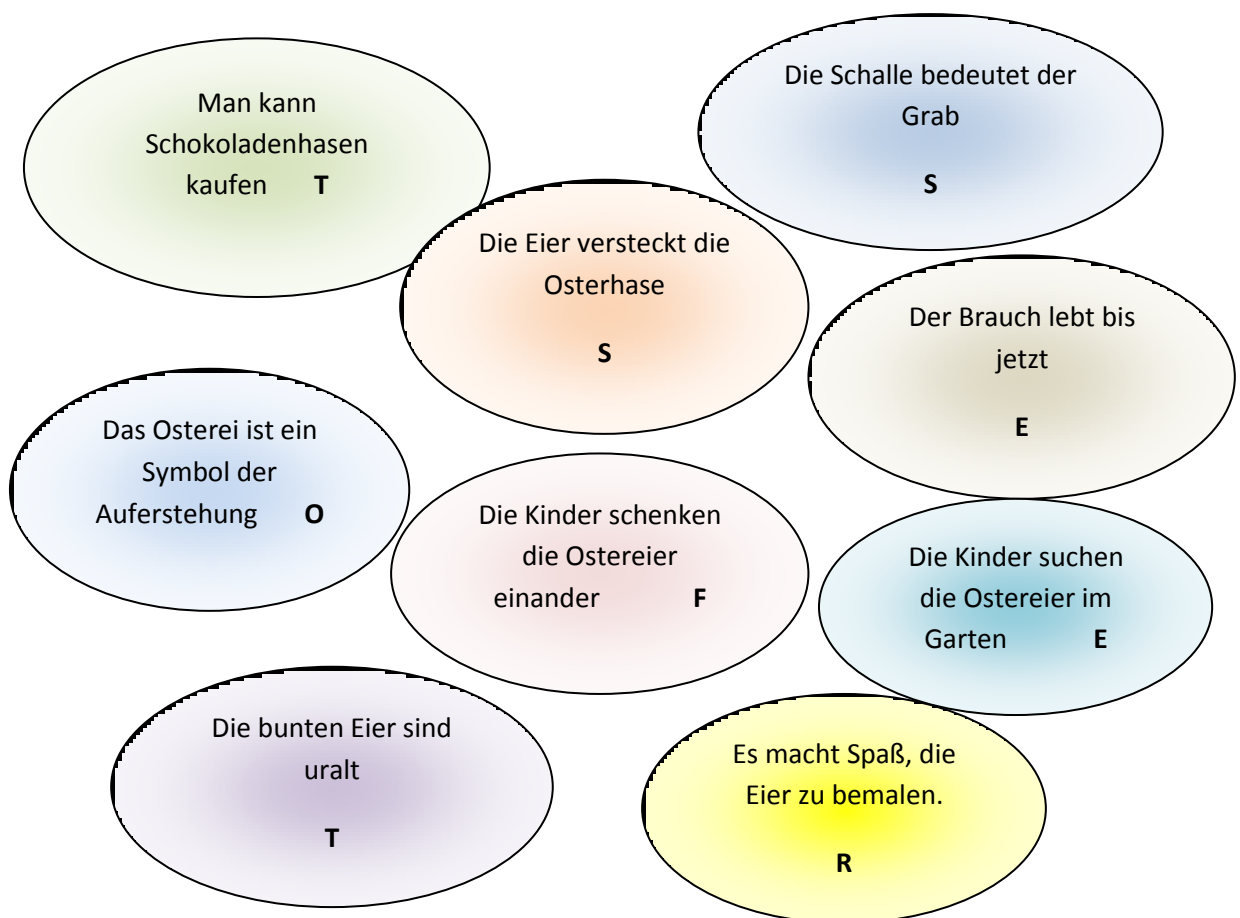 Man kann
Schokoladenhasen
kaufen T
Die Schalle bedeutet der
Grab
S
Die Eier versteckt die
Osterhase
S
Der Brauch lebt bis
jetzt
E
Das Osterei ist ein
Symbol der
Auferstehung O
Die Kinder schenken
die Ostereier
einander F
Die Kinder suchen
die Ostereier im
Garten E
Die bunten Eier sind
uralt
T
Es macht Spaß, die
Eier zu bemalen.
R